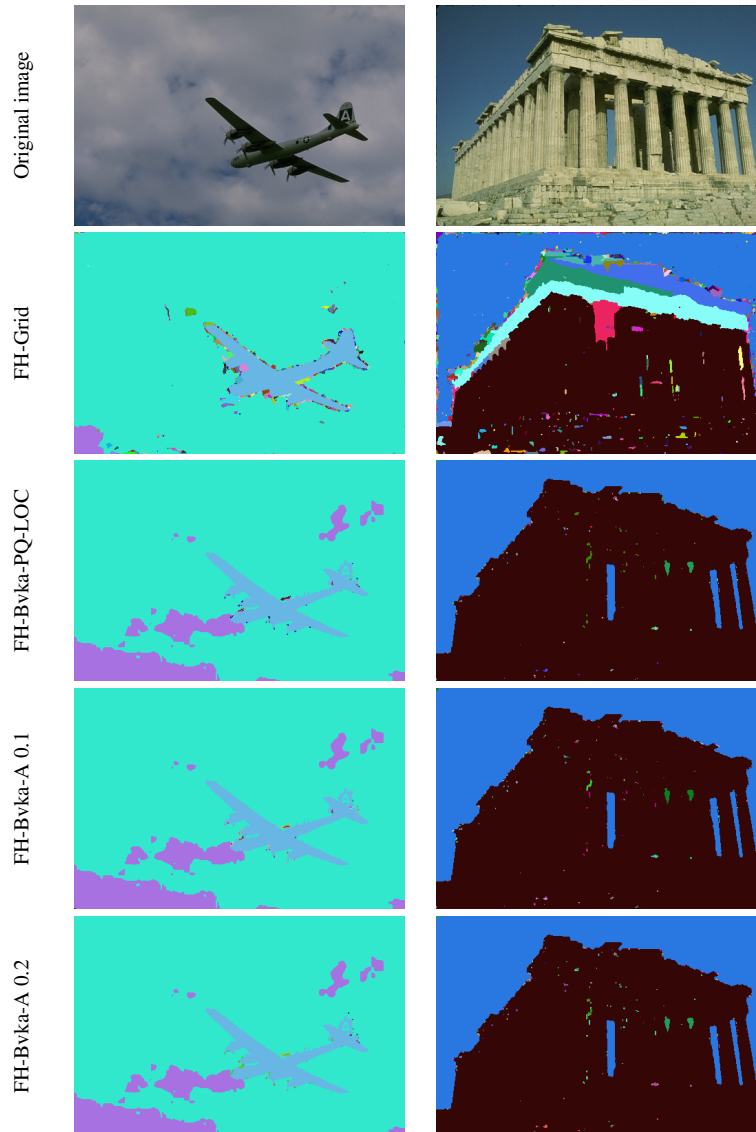 Original image
A
FH-Grid
FH-Bvka-PQ-LOC
FH-Bvka-A 0.1
FH-Bvka-A 0.2